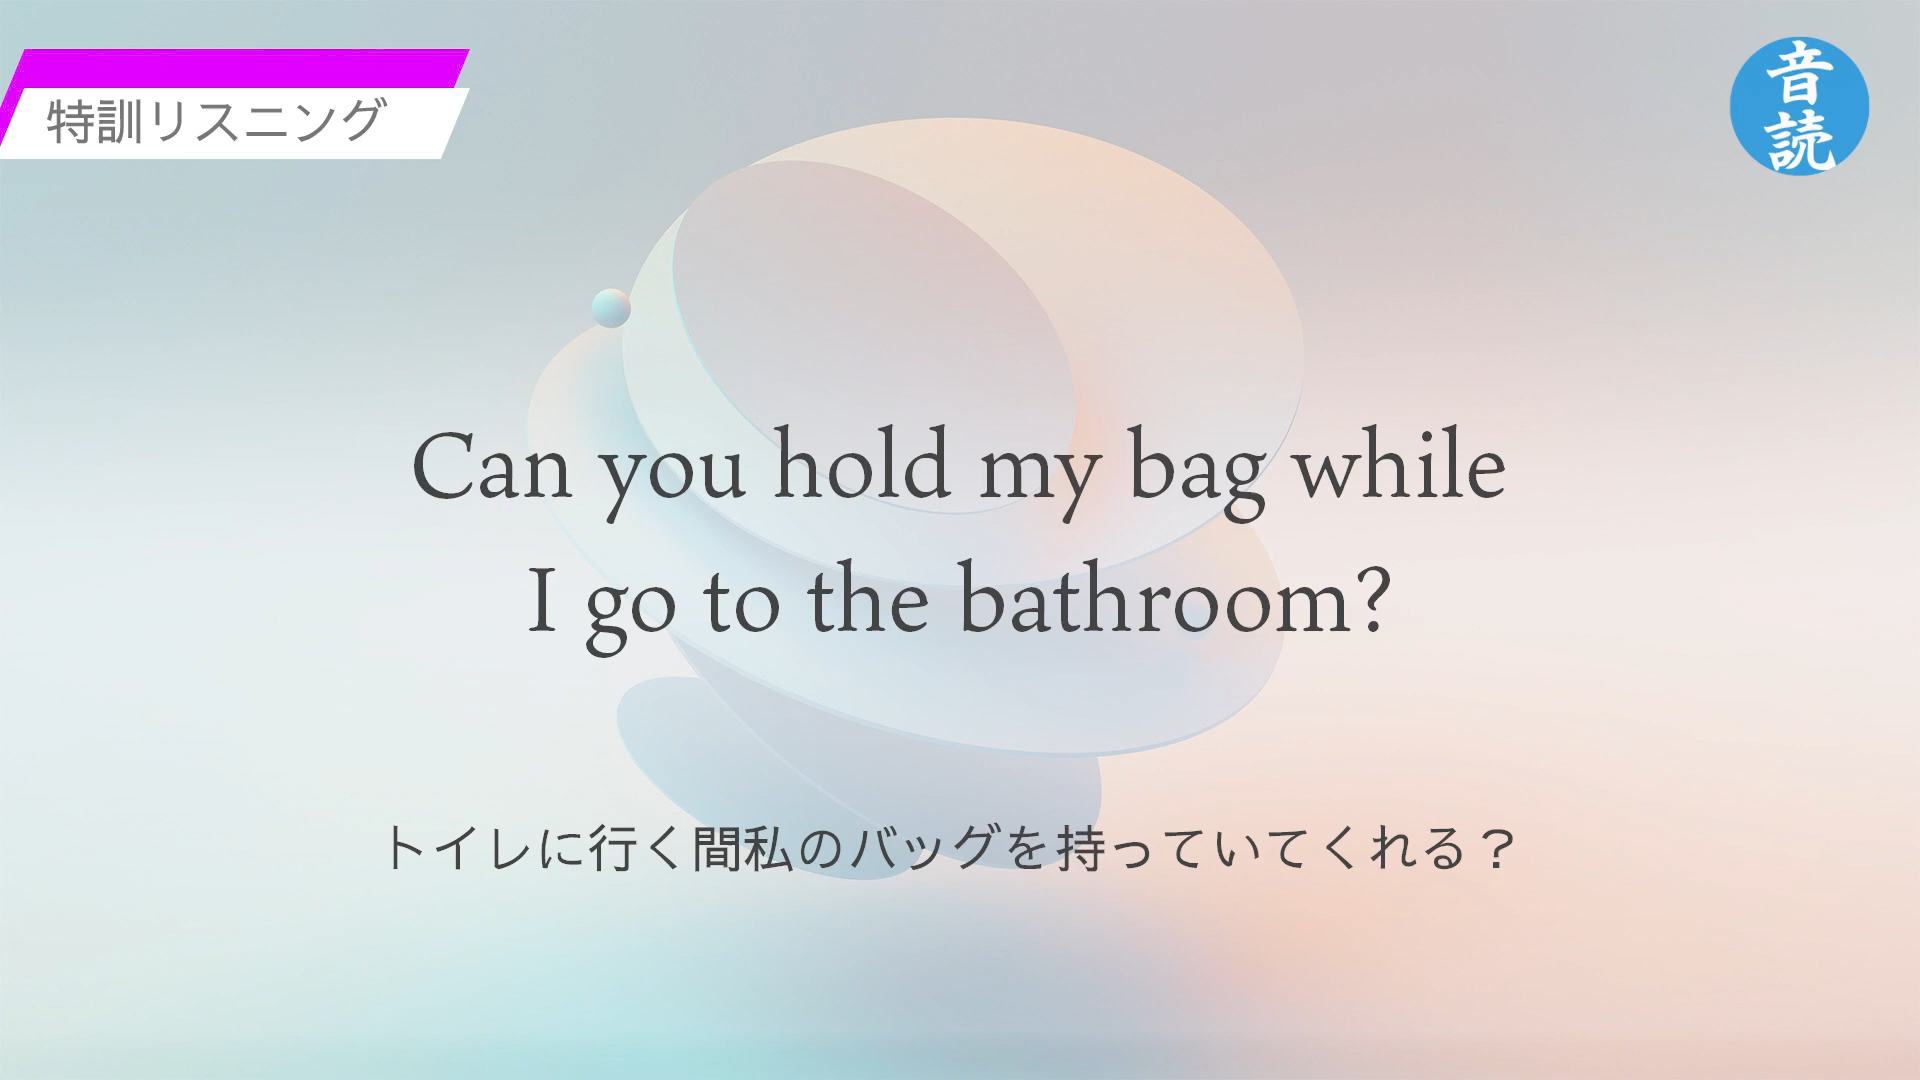 特訓リスニング
音
読
Can you hold my bag while
I go to the bathroom?
トイレに行く間私のバッグを持っていてくれる？